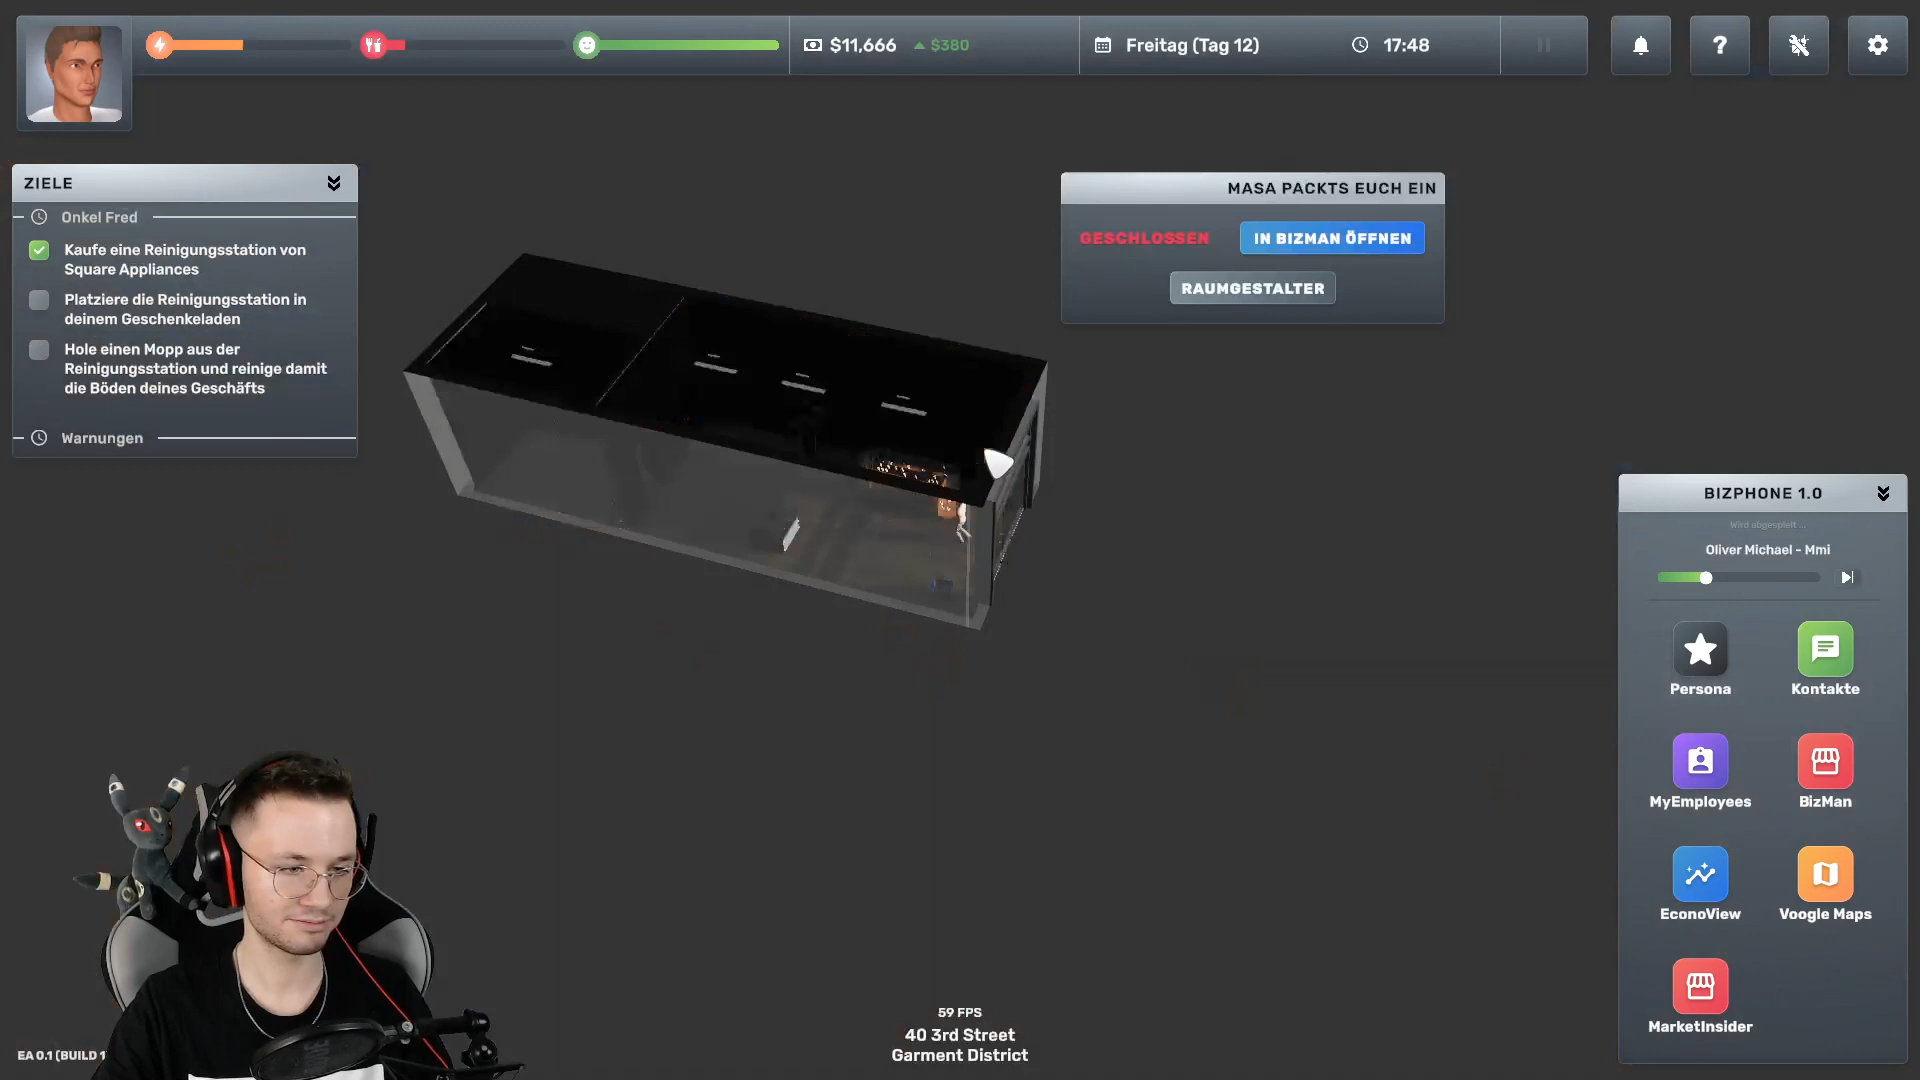 $11,666 $380
Freitag (Tag 12)
17:48
?
ZIELE
Onkel Fred
Kaufe eine Reinigungsstation von
Square Appliances
Platziere die Reinigungsstation in
deinem Geschenkeladen
Hole einen Mopp aus der
Reinigungsstation und reinige damit
die Böden deines Geschäfts
Warnungen
MASA PACKTS EUCH EIN
GESCHLOSSEN
IN BIZMAN ÖFFNEN
RAUMGESTALTER
BIZPHONE 1.0
Wird abgespielt ...
Oliver Michael - Mmi
Persona
Kontakte
MyEmployees
BizMan
EconoView
Voogle Maps
MarketInsider
59 FPS
40 3rd Street
Garment District
EA 0.1 (BUILD 1